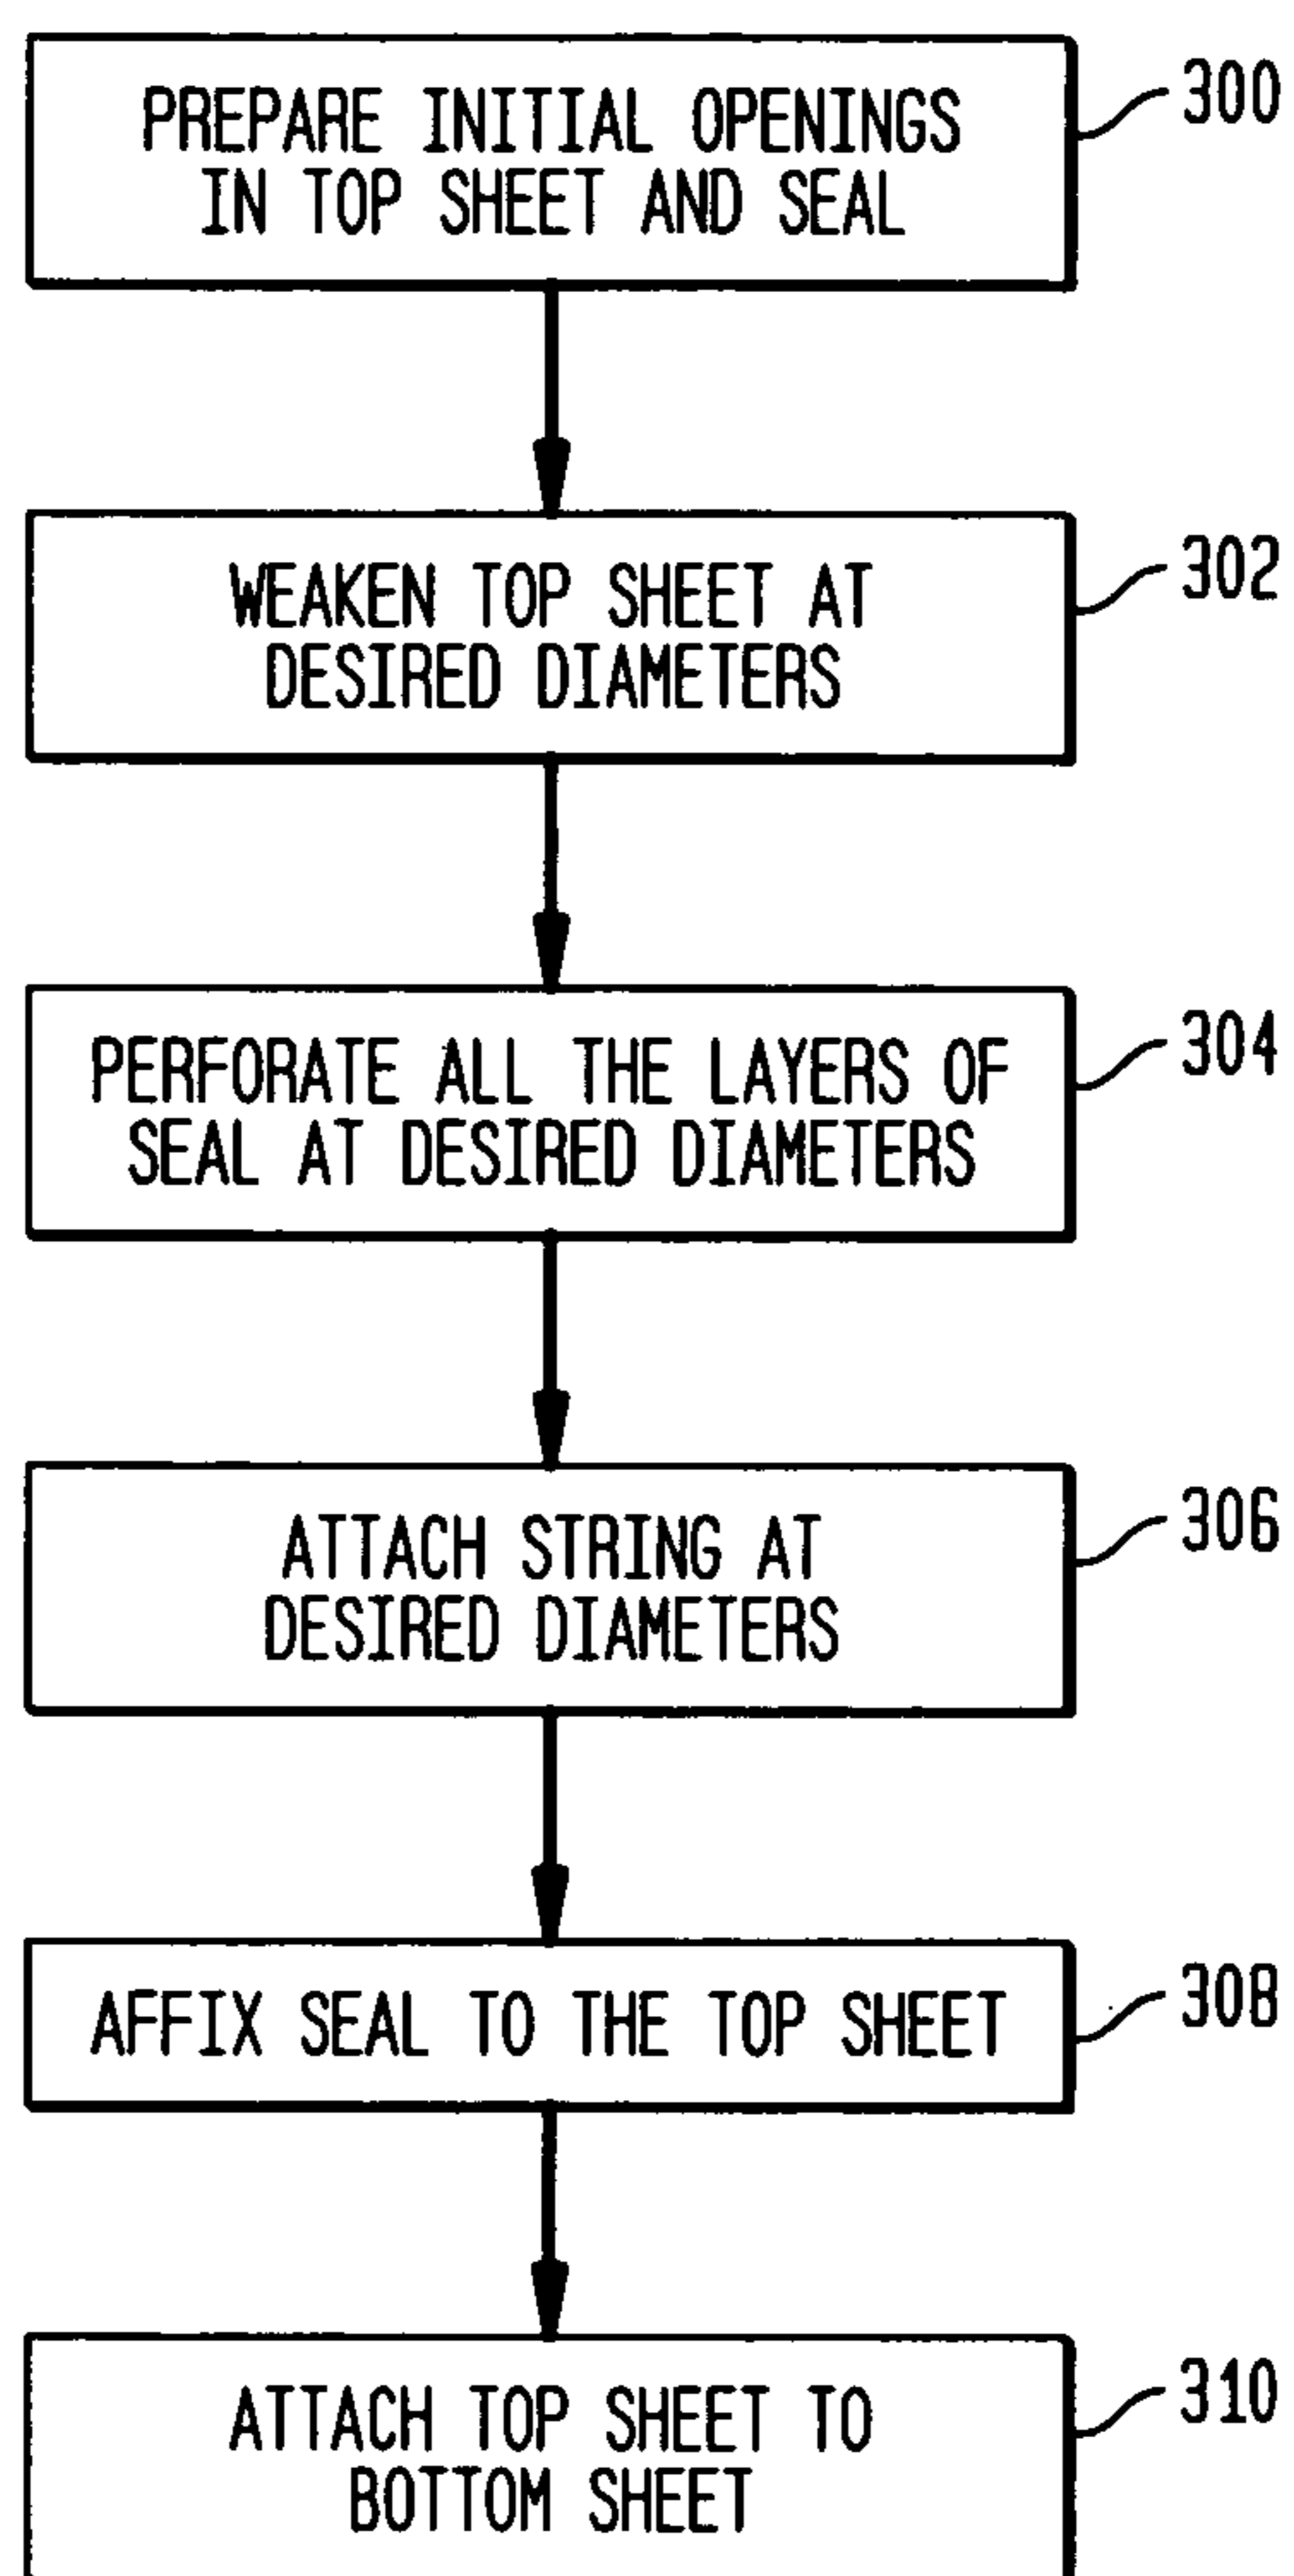 PREPARE INITIAL OPENINGS
IN TOP SHEET AND SEAL
300
WEAKEN TOP SHEET AT
DESIRED DIAMETERS
302
PERFORATE ALL THE LAYERS OF
SEAL AT DESIRED DIAMETERS
304
ATTACH STRING AT
DESIRED DIAMETERS
306
AFFIX SEAL TO THE TOP SHEET
308
ATTACH TOP SHEET TO
BOTTOM SHEET
310